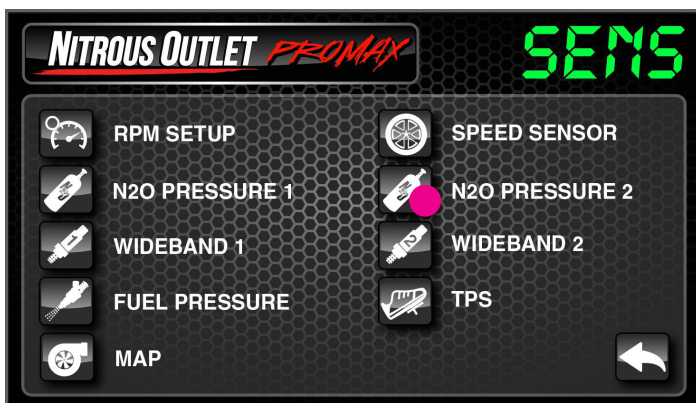 NITROUS OUTLET PROMAX
SENS
RPM SETUP
SPEED SENSOR
N2O PRESSURE 1
N2O PRESSURE 2
WIDEBAND 1
WIDEBAND 2
FUEL PRESSURE
TPS
MAP